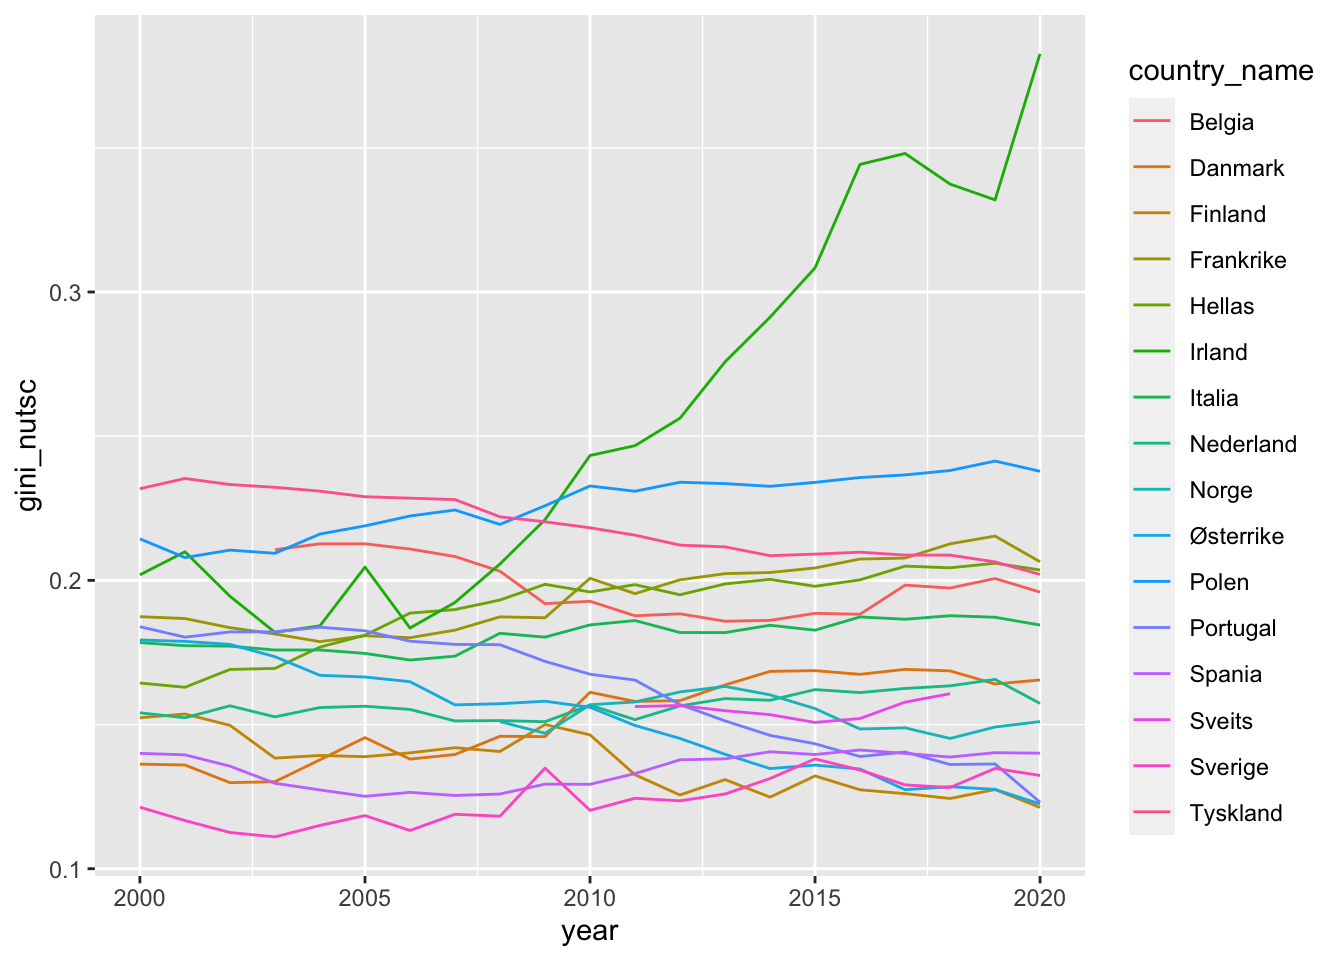 gini_nutsc
0.3
0.2
0.1
2000
2005
2010
2015
2020
year
country_name
Belgia
Danmark
Finland
Frankrike
Hellas
Irland
Italia
Nederland
Norge
Østerrike
Polen
Portugal
Spania
Sveits
Sverige
Tyskland